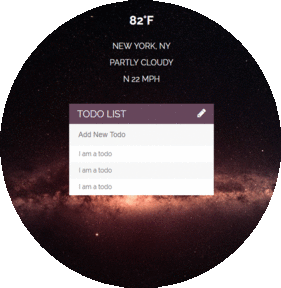 82°F
NEW YORK, NY
PARTLY CLOUDY
N 22 MPH
TODO LIST
Add New Todo
I am a todo
I am a todo
I am a todo